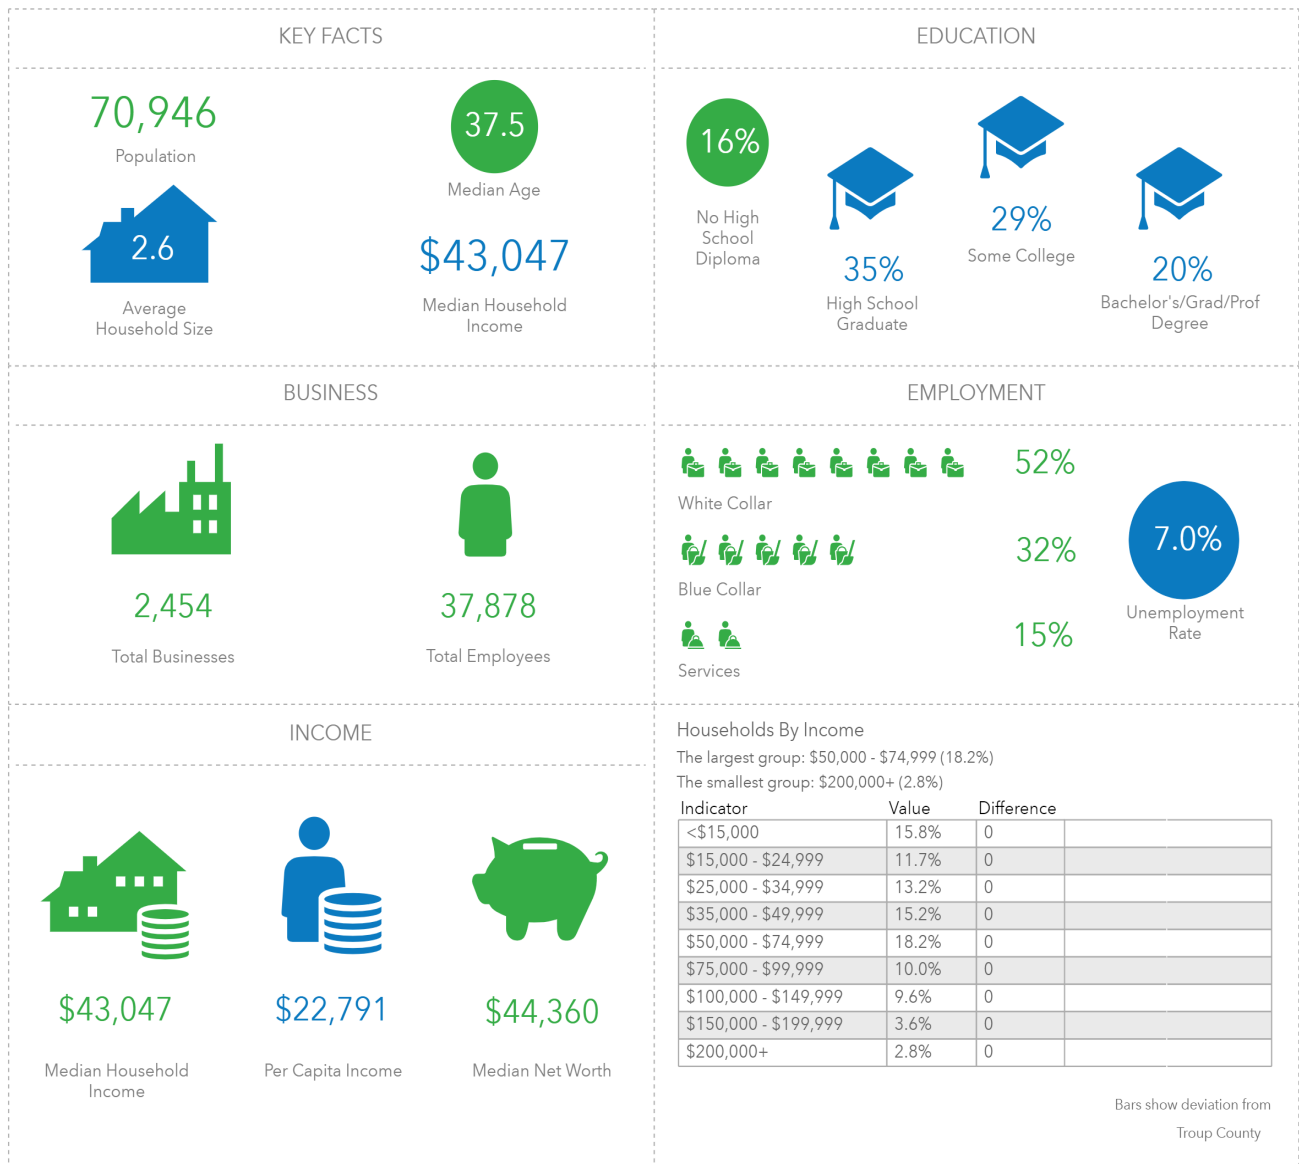 KEY FACTS
70,946
Population
37.5
Median Age
2.6
Average
Household Size
$43,047
Median Household
Income
EDUCATION
16%
No High
School
Diploma
35%
High School
Graduate
29%
Some College
20%
Bachelor's/Grad/Prof
Degree
BUSINESS
2,454
Total Businesses
37,878
Total Employees
EMPLOYMENT
52%
White Collar
32%
Blue Collar
15%
Services
7.0%
Unemployment
Rate
INCOME
$43,047
Median Household
Income
$22,791
Per Capita Income
$44,360
Median Net Worth
Households By Income
The largest group: $50,000 - $74,999 (18.2%)
The smallest group: $200,000+ (2.8%)
Indicator Value Difference
<$15,000 15.8% 0
$15,000 - $24,999 11.7% 0
$25,000 - $34,999 13.2% 0
$35,000 - $49,999 15.2% 0
$50,000 - $74,999 18.2% 0
$75,000 - $99,999 10.0% 0
$100,000 - $149,999 9.6% 0
$150,000 - $199,999 3.6% 0
$200,000+ 2.8% 0
Bars show deviation from
Troup County